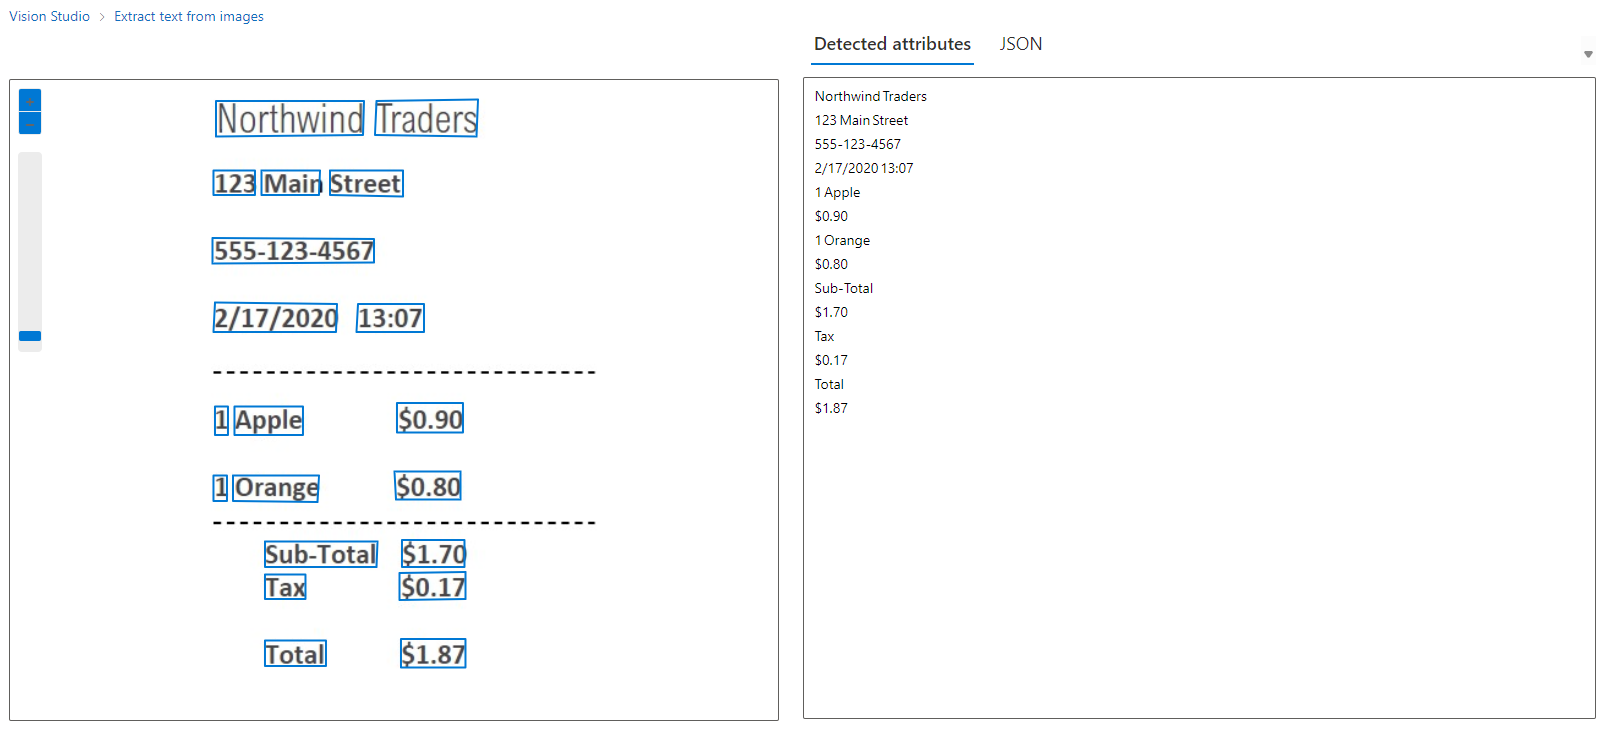 Vision Studio > Extract text from images
Detected attributes JSON
Northwind Traders
123 Main Street
555-123-4567
2/17/2020 13:07
-----------------------------
1 Apple $0.90
1 Orange $0.80
-----------------------------
Sub-Total $1.70
Tax $0.17
Total $1.87
Northwind Traders
123 Main Street
555-123-4567
2/17/2020 13:07
1 Apple
$0.90
1 Orange
$0.80
Sub-Total
$1.70
Tax
$0.17
Total
$1.87